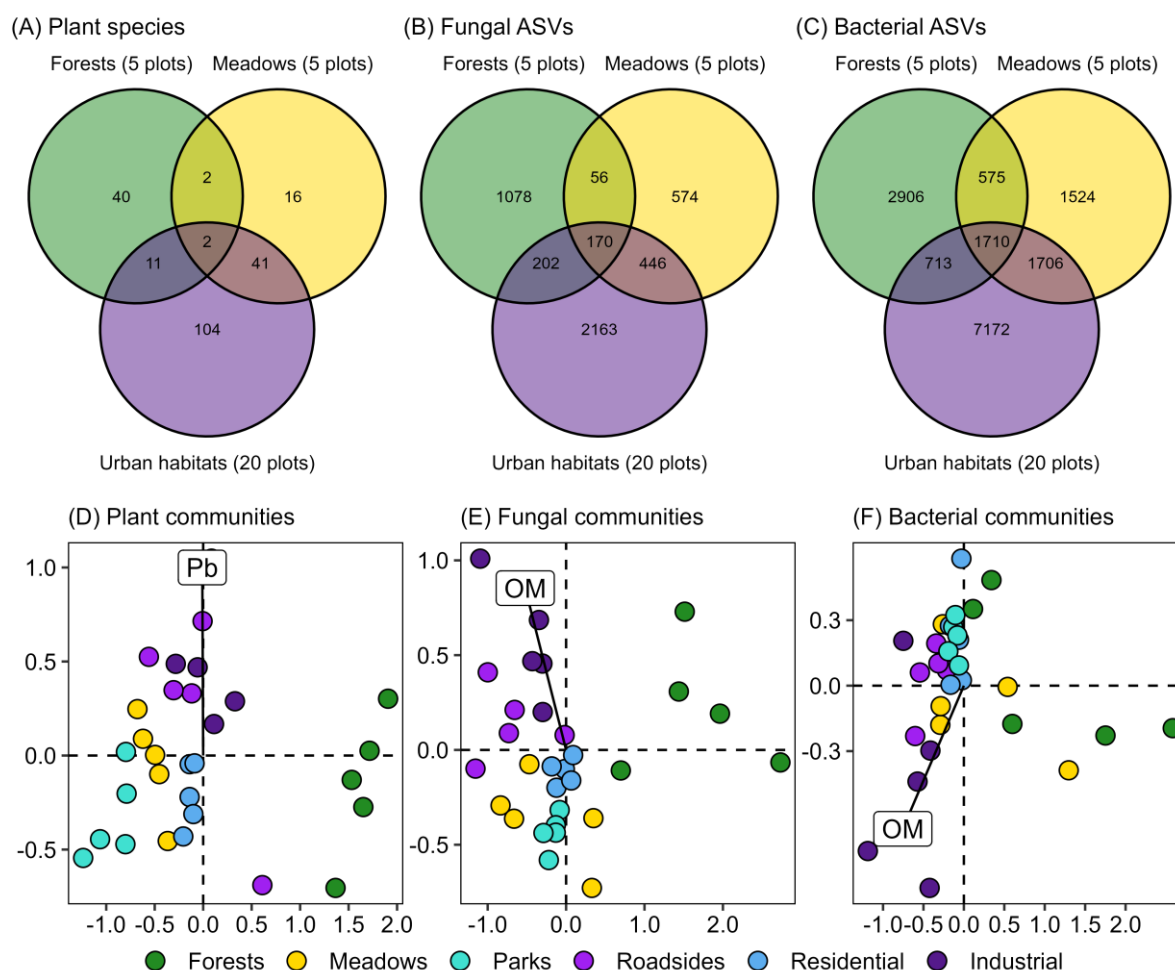 (A) Plant species
(B) Fungal ASVs
(C) Bacterial ASVs
Forests (5 plots) Meadows (5 plots)
Forests (5 plots) Meadows (5 plots)
Forests (5 plots) Meadows (5 plots)
40 2 16
2
11 41
104
1078 56 574
170
202 446
2163
2906 575 1524
1710
713 1706
7172
Urban habitats (20 plots)
Urban habitats (20 plots)
Urban habitats (20 plots)
(D) Plant communities
1.0
0.5
0.0
-0.5
Pb
-1.0 -0.5 0.0 0.5 1.0 1.5 2.0
(E) Fungal communities
1.0
0.5
0.0
-0.5
OM
-1.0 0.0 1.0 2.0
(F) Bacterial communities
0.3
0.0
-0.3
OM
-1.0 -0.5 0.0 0.5 1.0 1.5 2.0
Forests Meadows Parks Roadsides Residential Industrial